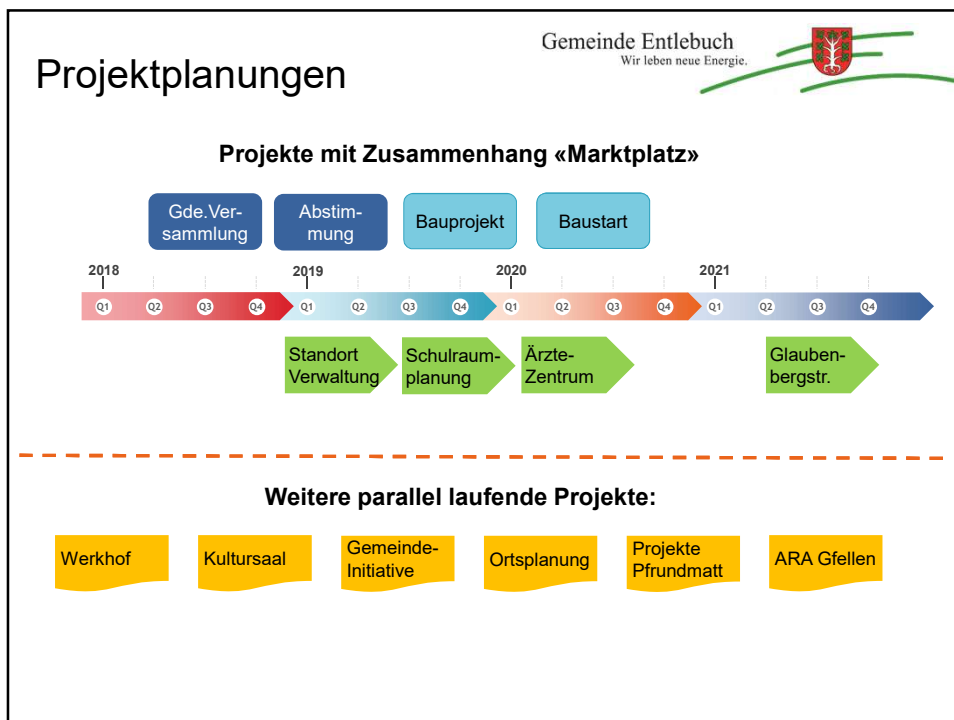 Gemeinde Entlebuch
Wir leben neue Energie.
Projektplanungen
Projekte mit Zusammenhang «Marktplatz»
Gde.Ver-
sammlung
Abstim-
mung
Bauprojekt
Baustart
2018
2019
2020
2021
Q1 Q2 Q3 Q4 Q1 Q2 Q3 Q4 Q1 Q2 Q3 Q4 Q1 Q2 Q3 Q4
Standort
Verwaltung
Schulraum-
planung
Ärzte-
Zentrum
Glauben-
bergstr.
Weitere parallel laufende Projekte:
Werkhof
Kultursaal
Gemeinde-
Initiative
Ortsplanung
Projekte
Pfrundmatt
ARA Gfellen